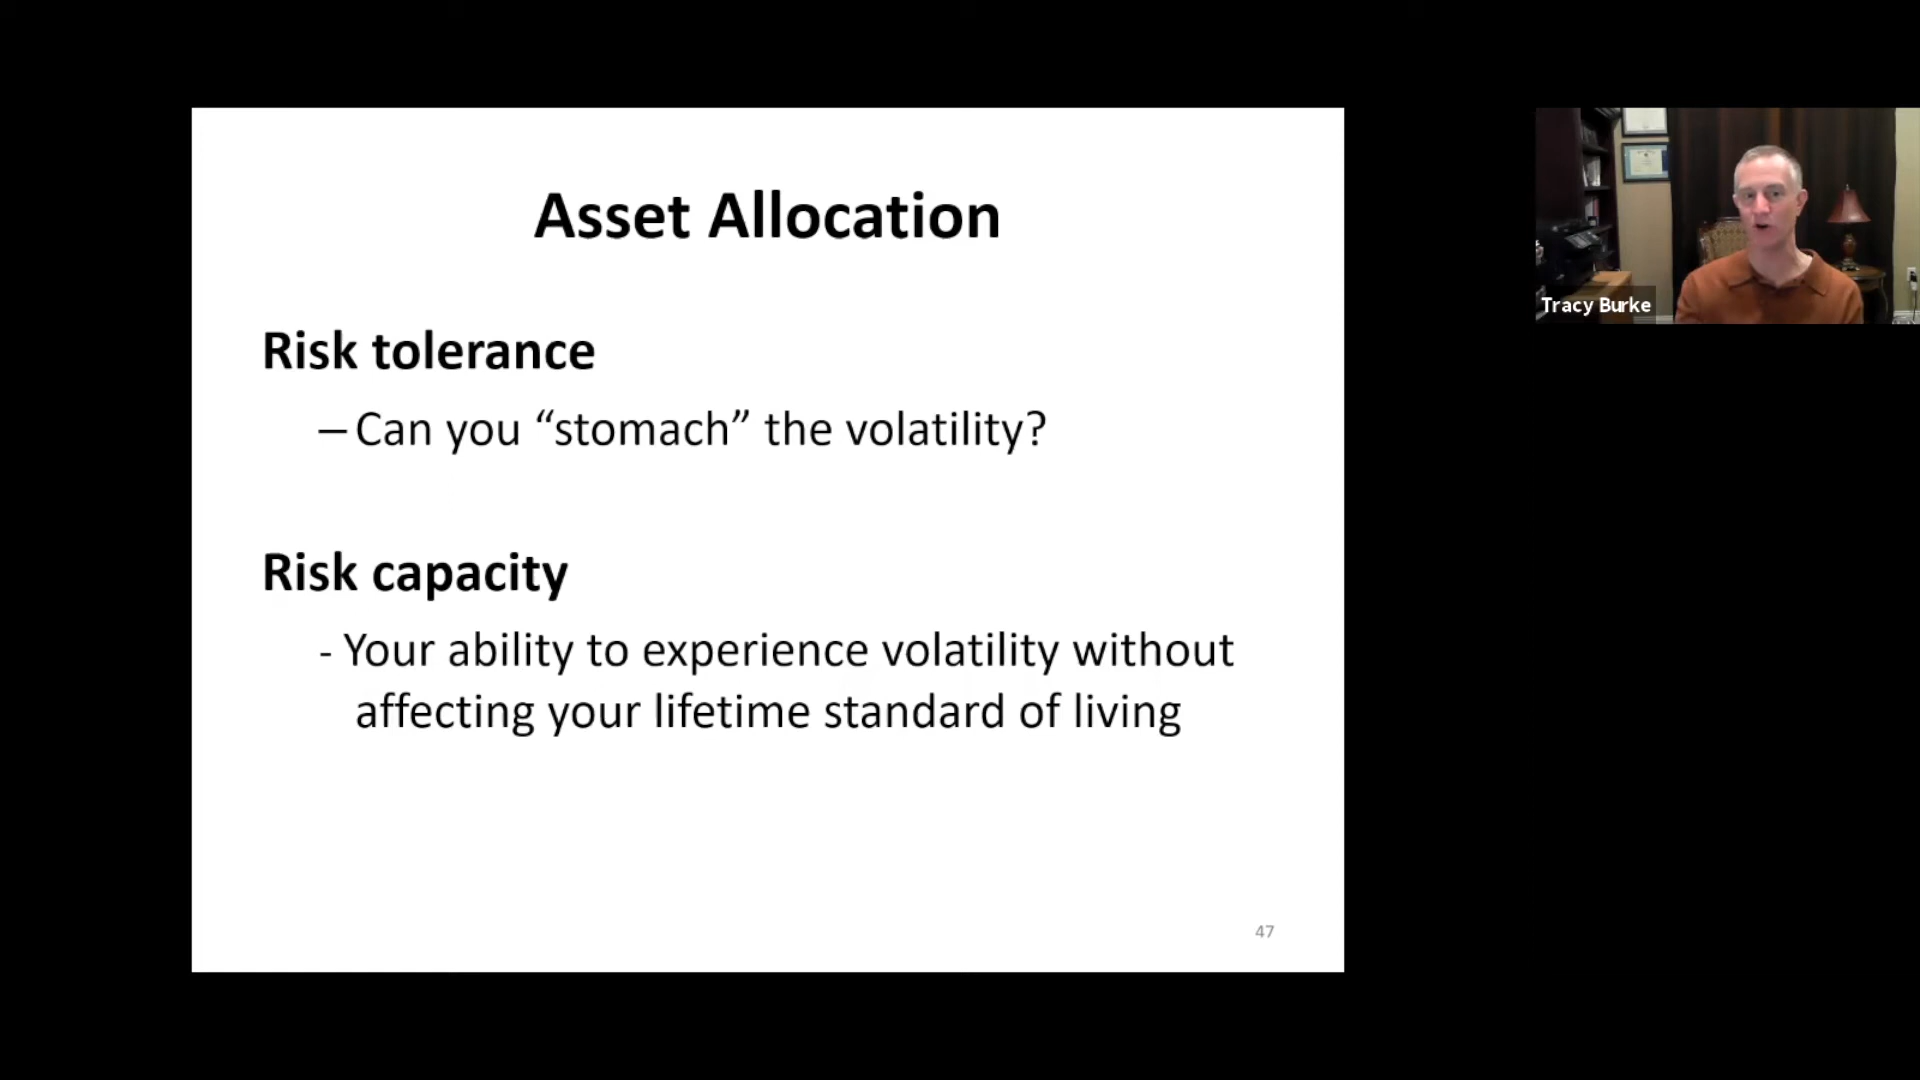 Asset Allocation
Risk tolerance
– Can you “stomach” the volatility?
Risk capacity
- Your ability to experience volatility without
affecting your lifetime standard of living
47
Tracy Burke